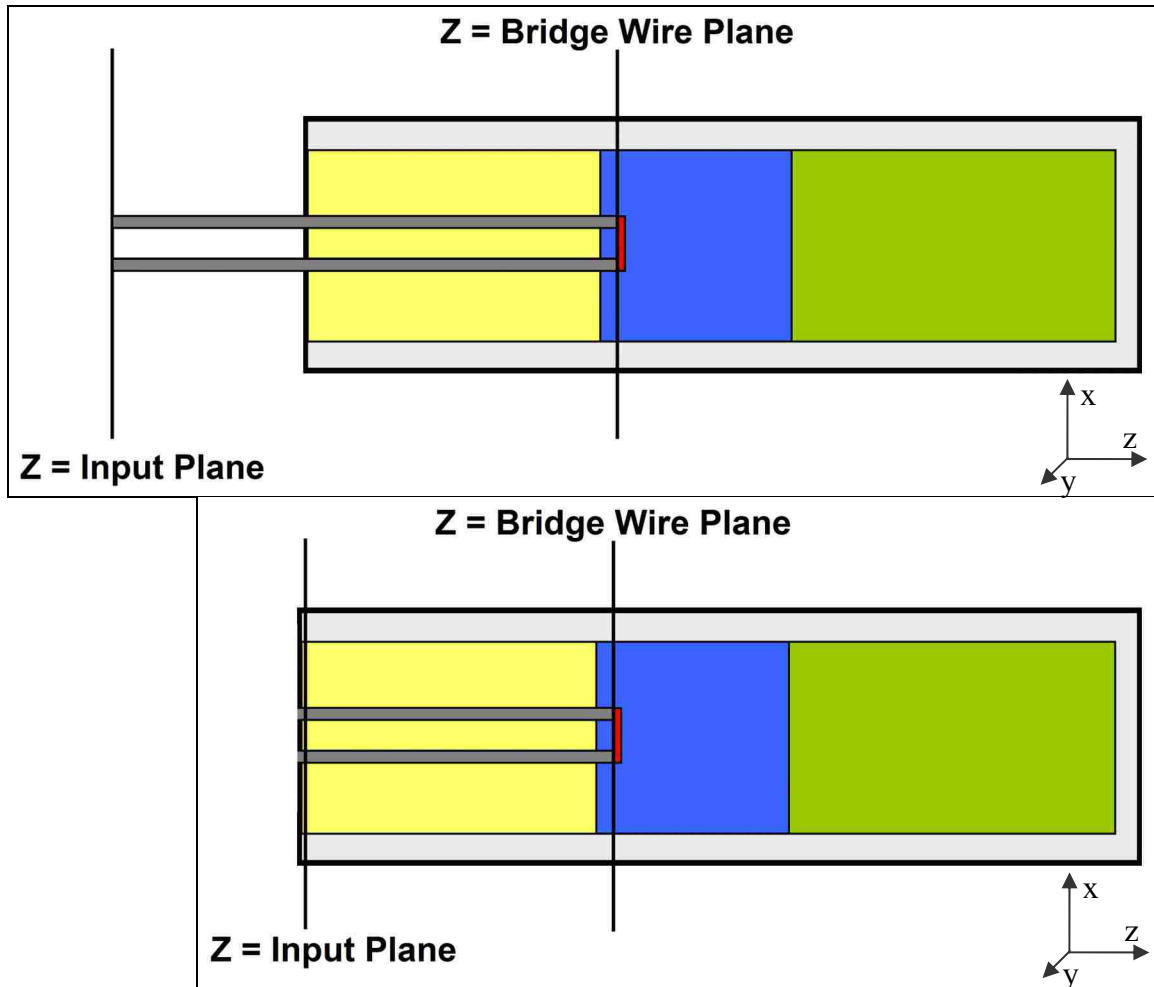 Z = Bridge Wire Plane
x
z
y
Z = Input Plane
Z = Bridge Wire Plane
x
z
y
Z = Input Plane